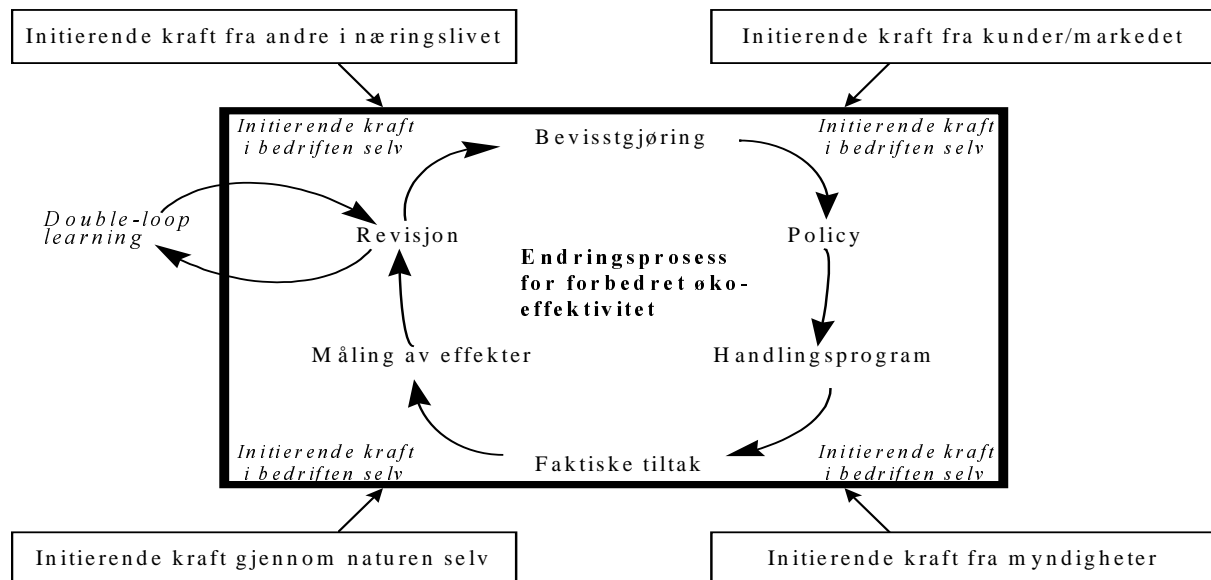 Initierende kraft fra andre i næringslivet
Initierende kraft fra kunder/markedet
Initierende kraft
i bedriften selv
Bevisstgjøring
Initierende kraft
i bedriften selv
Double-loop
learning
Revisjon
Policy
Endringsprosess
for forbedret øko-
effektivitet
Måling av effekter
Handlingsprogram
Initierende kraft
i bedriften selv
Faktiske tiltak
Initierende kraft
i bedriften selv
Initierende kraft gjennom naturen selv
Initierende kraft fra myndigheter